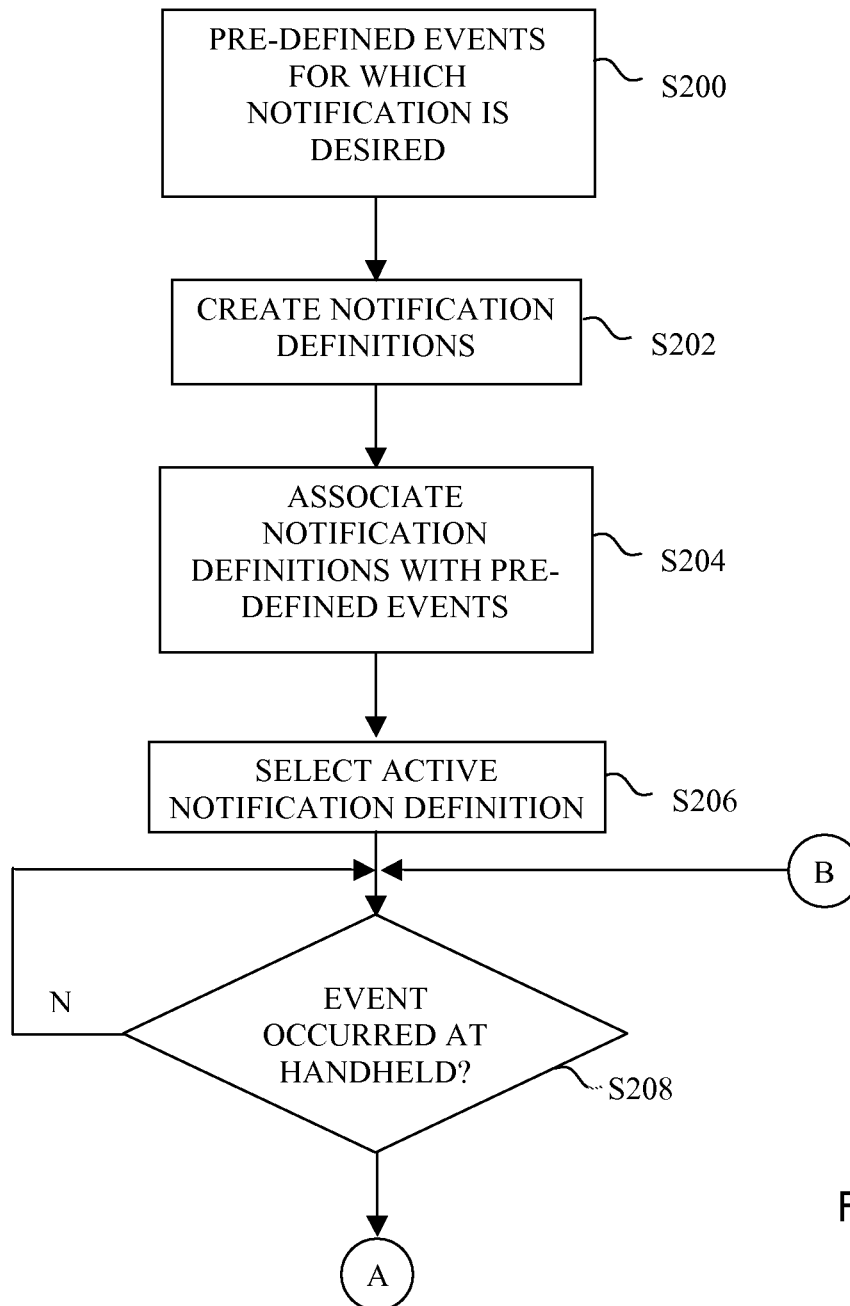 PRE-DEFINED EVENTS
FOR WHICH
NOTIFICATION IS
DESIRED
S200
CREATE NOTIFICATION
DEFINITIONS
S202
ASSOCIATE
NOTIFICATION
DEFINITIONS WITH PRE-
DEFINED EVENTS
S204
SELECT ACTIVE
NOTIFICATION DEFINITION
S206
B
N
EVENT
OCCURRED AT
HANDHELD?
S208
F
A